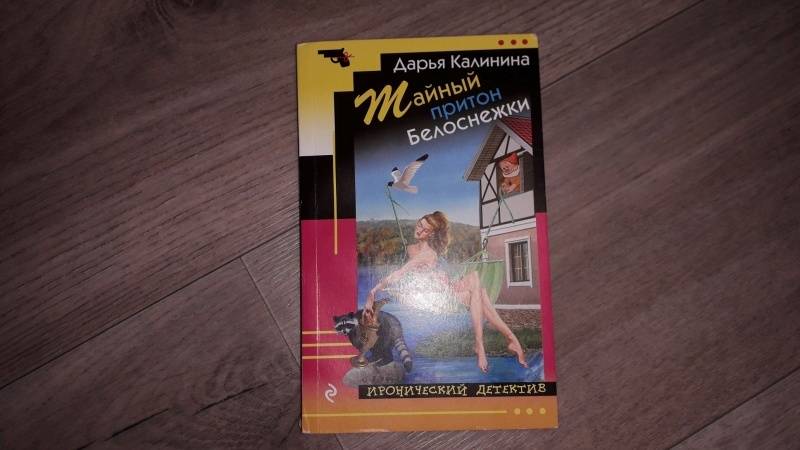 Дарья Калинина
Тайный
притон
Белоснежки
ИРОНИЧЕСКИЙ ДЕТЕКТИВ